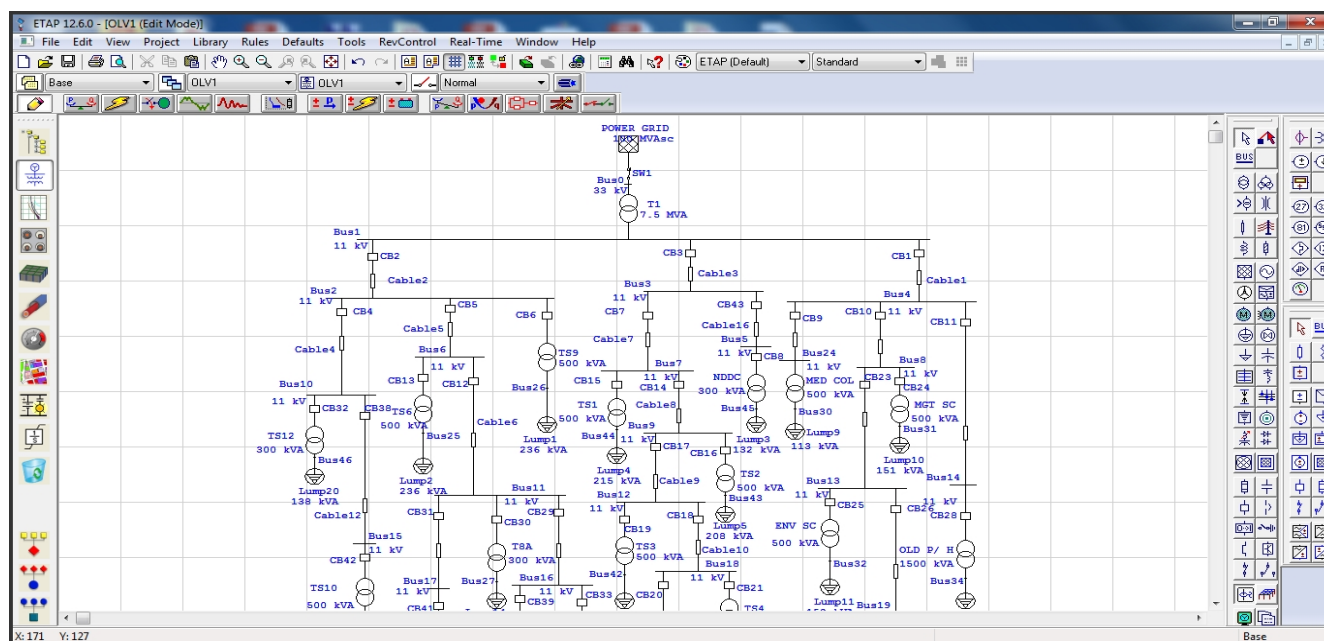 ETAP 12.6.0 - [OLV1 (Edit Mode)]
File Edit View Project Library Rules Defaults Tools RevControl Real-Time Window Help
ETAP (Default) Standard
Base OLV1 OLV1 Normal
POWER GRID
MVAsc
SW1
Bus0
33 kV
T1
7.5 MVA
Bus1
11 kV
CB2
CB3
CB1
Cable2
Cable3
Cable1
Bus2
11 kV
CB4
CB5
CB6
Bus3
11 kV
CB7
CB43
Bus4
11 kV
CB9
CB10
CB11
Cable4
Cable5
Cable7
Cable16
Bus6
11 kV
TS9
500 kVA
Bus7
11 kV
Bus5
11 kV
CB8
Bus24
11 kV
Bus8
11 kV
Bus10
11 kV
CB13
CB12
Bus26
CB15
CB14
NDDC
300 kVA
MED COL
500 kVA
CB23
CB24
CB32
CB38
TS6
500 kVA
Cable6
TS1
500 kVA
Cable8
Bus45
Bus30
MGT SC
500 kVA
TS12
300 kVA
Bus25
Lump1
236 kVA
Bus44
Bus9
11 kV
Lump3
132 kVA
Lump9
113 kVA
Bus31
Bus46
Lump2
236 kVA
Lump4
215 kVA
CB17
CB16
TS2
500 kVA
Lump10
151 kVA
Lump20
138 kVA
Cable12
Bus11
11 kV
Cable9
Bus43
Bus13
11 kV
Bus14
11 kV
CB31
CB30
CB29
Bus12
11 kV
CB19
CB18
Lump5
208 kVA
CB25
CB26
CB28
Bus15
11 kV
CB42
T8A
300 kVA
TS3
500 kVA
Cable10
ENV SC
500 kVA
OLD P/ H
1500 kVA
TS10
500 kVA
Bus17
11 kV
CB41
Bus27
Bus16
11 kV
CB39
CB33
Bus42
CB20
Bus18
11 kV
CB21
TS4
Bus32
Lump11
Bus19
Bus34
X: 171 Y: 127
Base